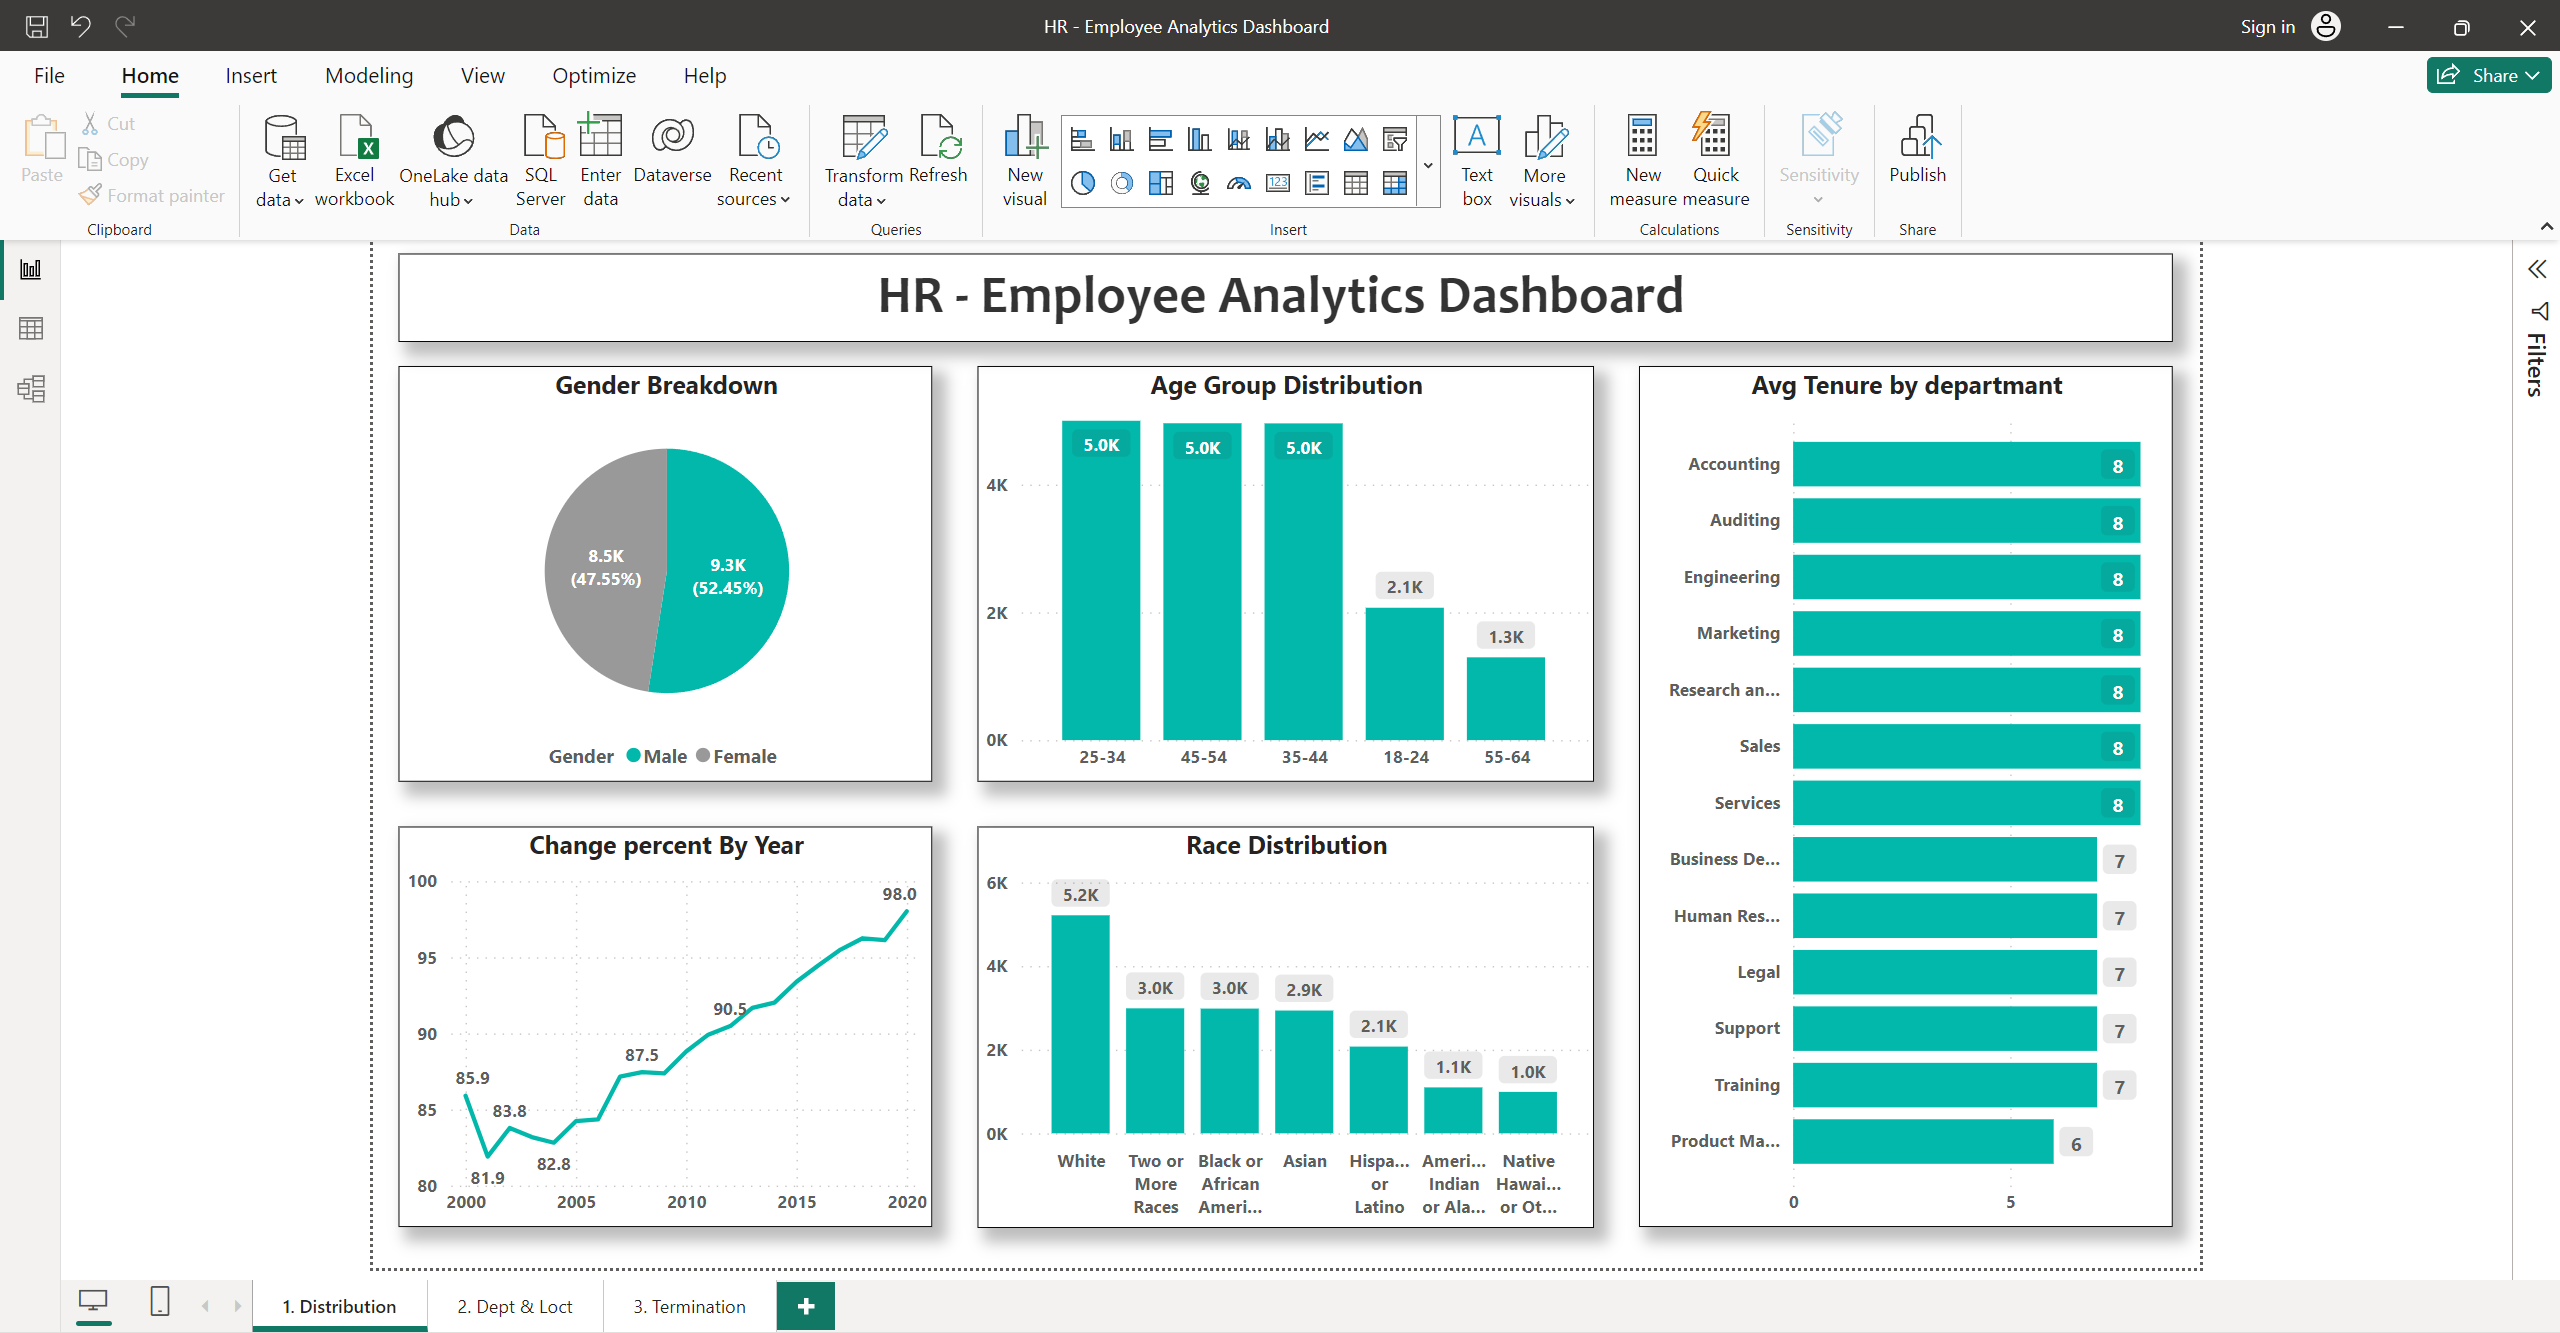 HR - Employee Analytics Dashboard
Sign in
File Home Insert Modeling View Optimize Help
Share
Paste
Cut
Copy
Format painter
Clipboard
Get data
Excel workbook
OneLake data hub
SQL Server
Enter data
Dataverse
Recent sources
Data
Transform data
Refresh
Queries
New visual
123
Insert
A
Text box
More visuals
New measure
Quick measure
Calculations
Sensitivity
Sensitivity
Publish
Share
Filters
HR - Employee Analytics Dashboard
Gender Breakdown
8.5K
(47.55%)
9.3K
(52.45%)
Gender Male Female
Age Group Distribution
5.0K 5.0K 5.0K
4K
2.1K
2K
1.3K
0K
25-34 45-54 35-44 18-24 55-64
Avg Tenure by departmant
Accounting 8
Auditing 8
Engineering 8
Marketing 8
Research an... 8
Sales 8
Services 8
Business De... 7
Human Res... 7
Legal 7
Support 7
Training 7
Product Ma... 6
0 5
Change percent By Year
100
98.0
95
90.5
90
87.5
85.9
85
83.8
82.8
81.9
80
2000 2005 2010 2015 2020
Race Distribution
6K
5.2K
4K
3.0K 3.0K 2.9K
2.1K
2K
1.1K 1.0K
0K
White Two or Black or Asian Hispa... Ameri... Native
More African or Indian Hawai...
Races Ameri... Latino or Ala... or Ot...
1. Distribution 2. Dept & Loct 3. Termination